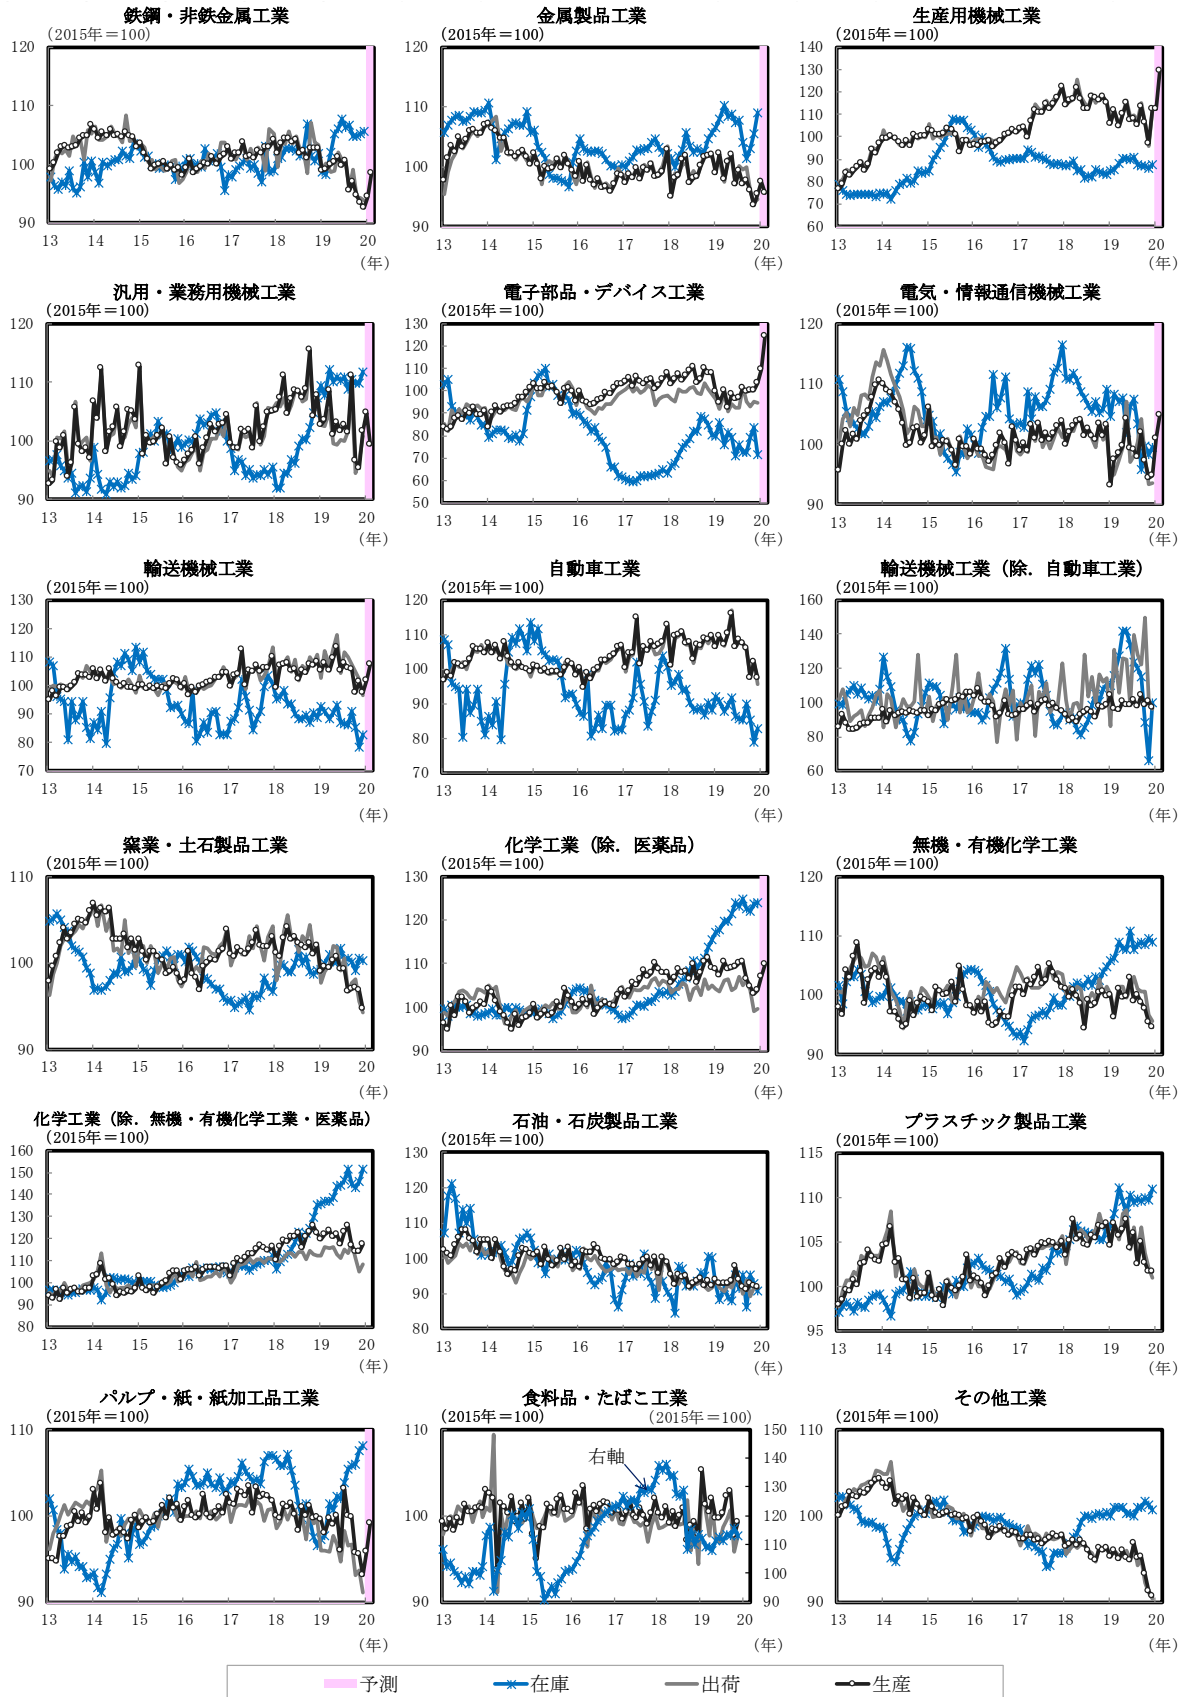 鉄鋼・非鉄金属工業
金属製品工業
生産用機械工業
(2015年＝100)
(2015年＝100)
(2015年＝100)
120
110
100
90
13 14 15 16 17 18 19 20
(年)
120
110
100
90
13 14 15 16 17 18 19 20
(年)
140
130
120
110
100
90
80
70
60
13 14 15 16 17 18 19 20
(年)
汎用・業務用機械工業
電子部品・デバイス工業
電気・情報通信機械工業
(2015年＝100)
(2015年＝100)
(2015年＝100)
120
110
100
90
13 14 15 16 17 18 19 20
(年)
130
120
110
100
90
80
70
60
50
13 14 15 16 17 18 19 20
(年)
120
110
100
90
13 14 15 16 17 18 19 20
(年)
輸送機械工業
自動車工業
輸送機械工業（除．自動車工業）
(2015年＝100)
(2015年＝100)
(2015年＝100)
130
120
110
100
90
80
70
13 14 15 16 17 18 19 20
(年)
120
110
100
90
80
70
13 14 15 16 17 18 19 20
(年)
160
140
120
100
80
60
13 14 15 16 17 18 19 20
(年)
窯業・土石製品工業
化学工業（除．医薬品）
無機・有機化学工業
(2015年＝100)
(2015年＝100)
(2015年＝100)
110
100
90
13 14 15 16 17 18 19 20
(年)
130
120
110
100
90
13 14 15 16 17 18 19 20
(年)
120
110
100
90
13 14 15 16 17 18 19 20
(年)
化学工業（除．無機・有機化学工業・医薬品）
石油・石炭製品工業
プラスチック製品工業
(2015年＝100)
(2015年＝100)
(2015年＝100)
160
150
140
130
120
110
100
90
80
13 14 15 16 17 18 19 20
(年)
130
120
110
100
90
80
13 14 15 16 17 18 19 20
(年)
115
110
105
100
95
13 14 15 16 17 18 19 20
(年)
パルプ・紙・紙加工品工業
食料品・たばこ工業
その他工業
(2015年＝100)
(2015年＝100)
(2015年＝100)
(2015年＝100)
110
100
90
13 14 15 16 17 18 19 20
(年)
110
100
90
右軸
150
140
130
120
110
100
90
13 14 15 16 17 18 19 20
(年)
110
100
90
13 14 15 16 17 18 19 20
(年)
予測 在庫 出荷 生産